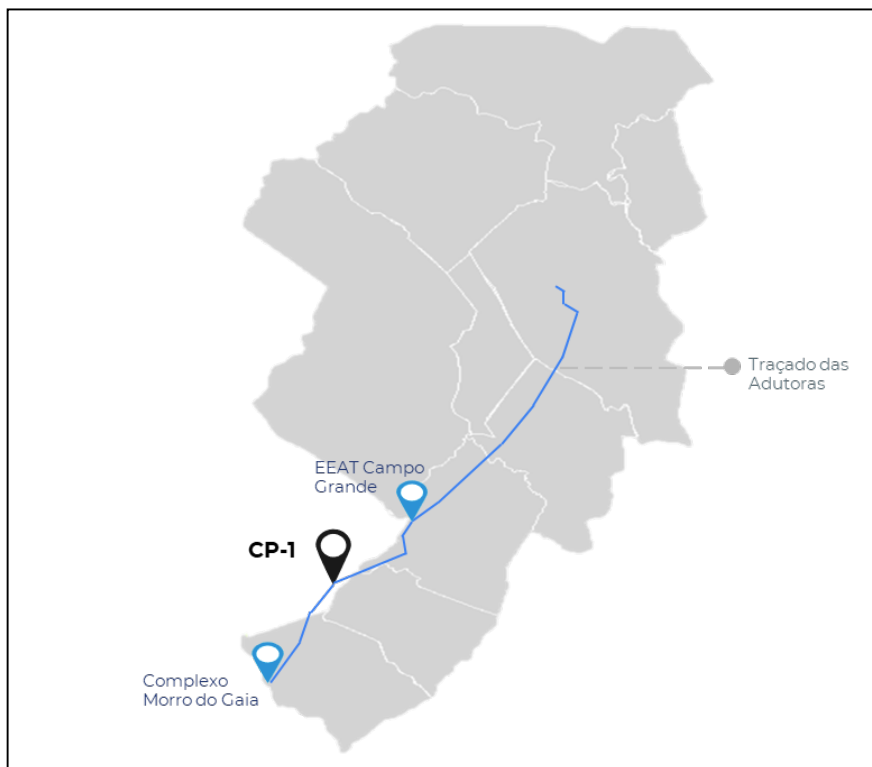 Traçado das
Adutoras
EEAT Campo
Grande
CP-1
Complexo
Morro do Gaia